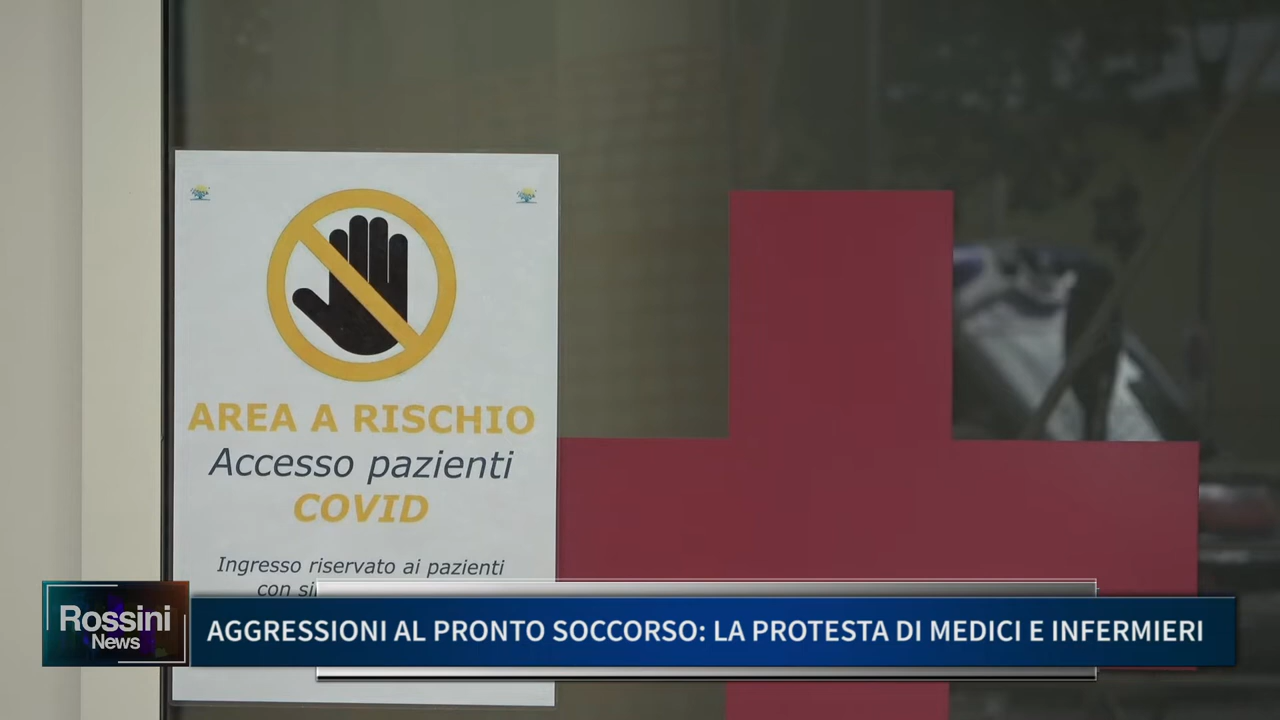 AREA A RISCHIO
Accesso pazienti
COVID
Ingresso riservato ai pazienti
con
Rossini
News
AGGRESSIONI AL PRONTO SOCCORSO: LA PROTESTA DI MEDICI E INFERMIERI